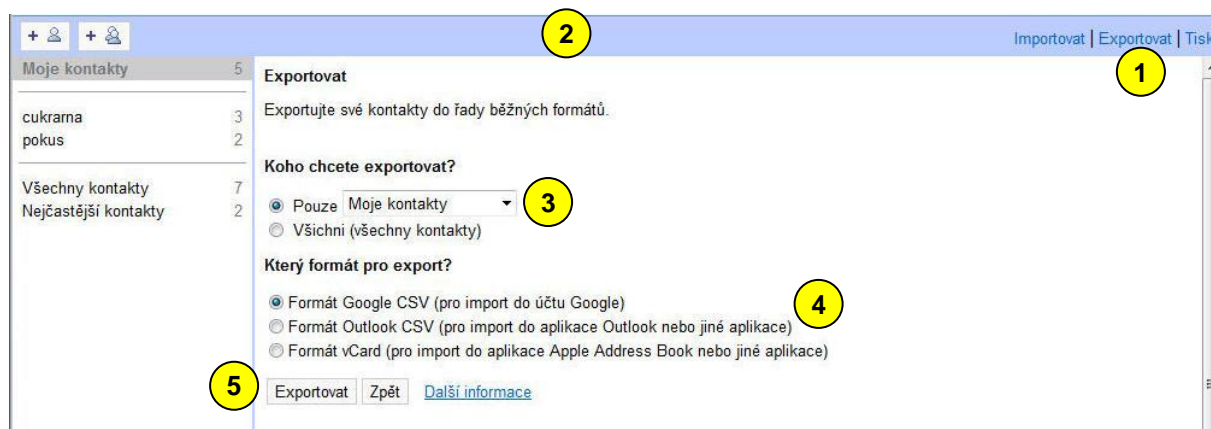 2
Importovat | Exportovat | Tisk
1
Moje kontakty 5
cukrarna 3
pokus 2
Všechny kontakty 7
Nejčastější kontakty 2
Exportovat
Exportujte své kontakty do řady běžných formátů.
Koho chcete exportovat?
Pouze Moje kontakty
3
Všichni (všechny kontakty)
Který formát pro export?
Formát Google CSV (pro import do účtu Google)
4
Formát Outlook CSV (pro import do aplikace Outlook nebo jiné aplikace)
Formát vCard (pro import do aplikace Apple Address Book nebo jiné aplikace)
5
Exportovat Zpět Další informace